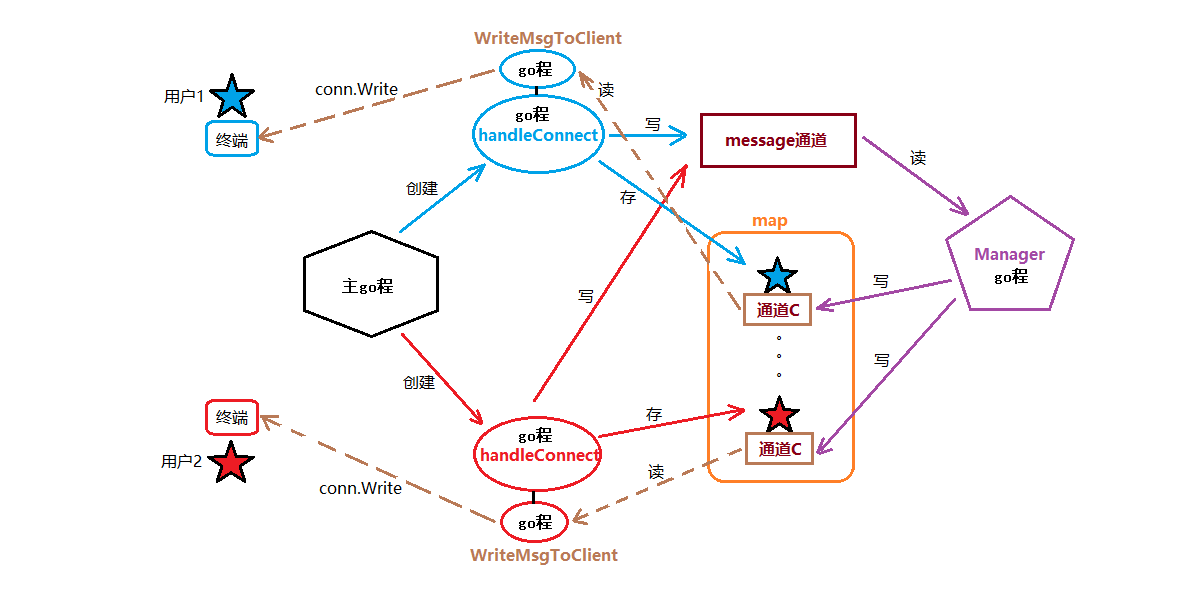 WriteMsgToClient
go程
conn.Write
读
用户1
终端
go程
handleConnect
写
message通道
读
创建
存
map
主go程
Manager
go程
写
写
通道C
写
创建
终端
用户2
go程
handleConnect
存
通道C
读
conn.Write
go程
WriteMsgToClient